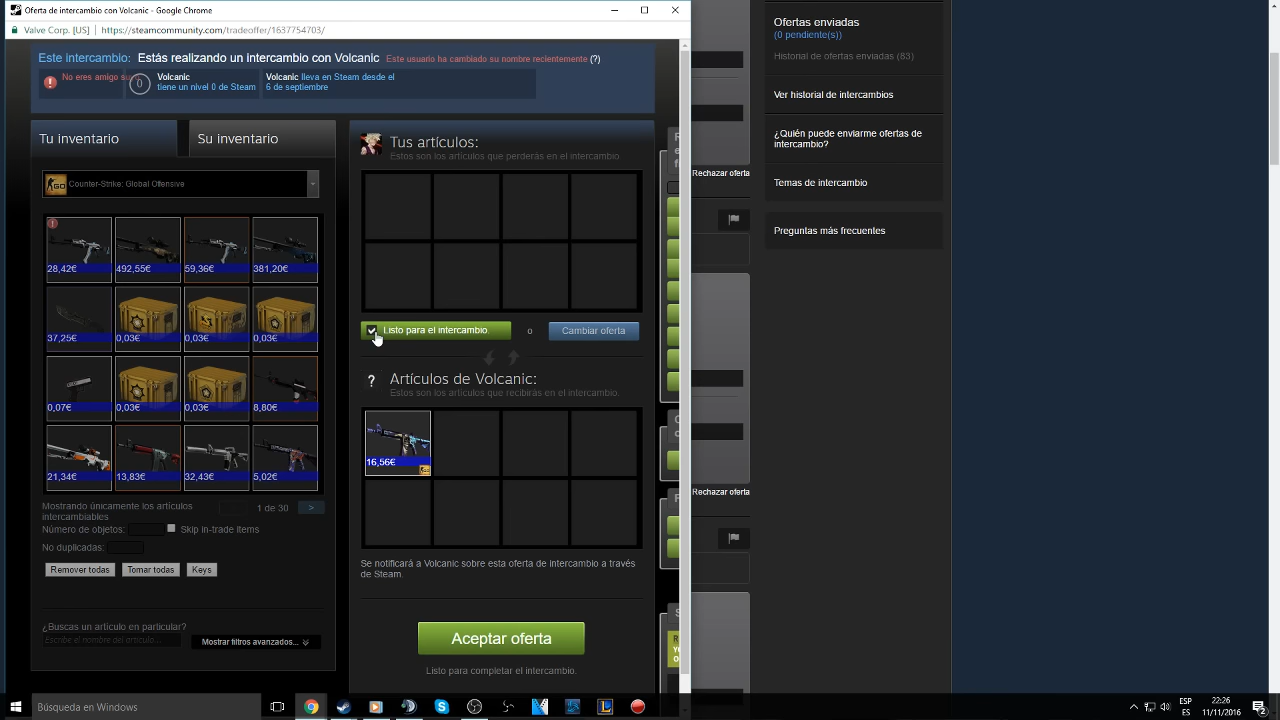 Oferta de intercambio con Volcanic - Google Chrome
Valve Corp. [US] | https://steamcommunity.com/tradeoffer/1637754703/
Este intercambio: Estás realizando un intercambio con Volcanic Este usuario ha cambiado su nombre recientemente (?)
No eres amigo su
0
Volcanic
tiene un nivel 0 de Steam
Volcanic lleva en Steam desde el
6 de septiembre
Tu inventario
Su inventario
Counter-Strike: Global Offensive
28,42€ 492,55€ 59,36€ 381,20€
37,25€ 0,03€ 0,03€ 0,03€
0,07€ 0,03€ 0,03€ 8,80€
21,34€ 13,83€ 32,43€ 5,02€
Mostrando únicamente los artículos
intercambiables
1 de 30 >
Número de objetos: Skip in-trade items
No duplicadas:
Remover todas Tomar todas Keys
¿Buscas un artículo en particular?
Escribe el nombre del artículo...
Mostrar filtros avanzados...
Tus artículos:
Estos son los artículos que perderás en el intercambio
Listo para el intercambio. o Cambiar oferta
? Artículos de Volcanic:
Estos son los artículos que recibirás en el intercambio.
16,56€
Se notificará a Volcanic sobre esta oferta de intercambio a través
de Steam.
Aceptar oferta
Listo para completar el intercambio.
Rechazar oferta
Rechazar oferta
Ofertas enviadas
(0 pendiente(s))
Historial de ofertas enviadas (83)
Ver historial de intercambios
¿Quién puede enviarme ofertas de
intercambio?
Temas de intercambio
Preguntas más frecuentes
Búsqueda en Windows
ESP
ES
22:26
11/11/2016
2